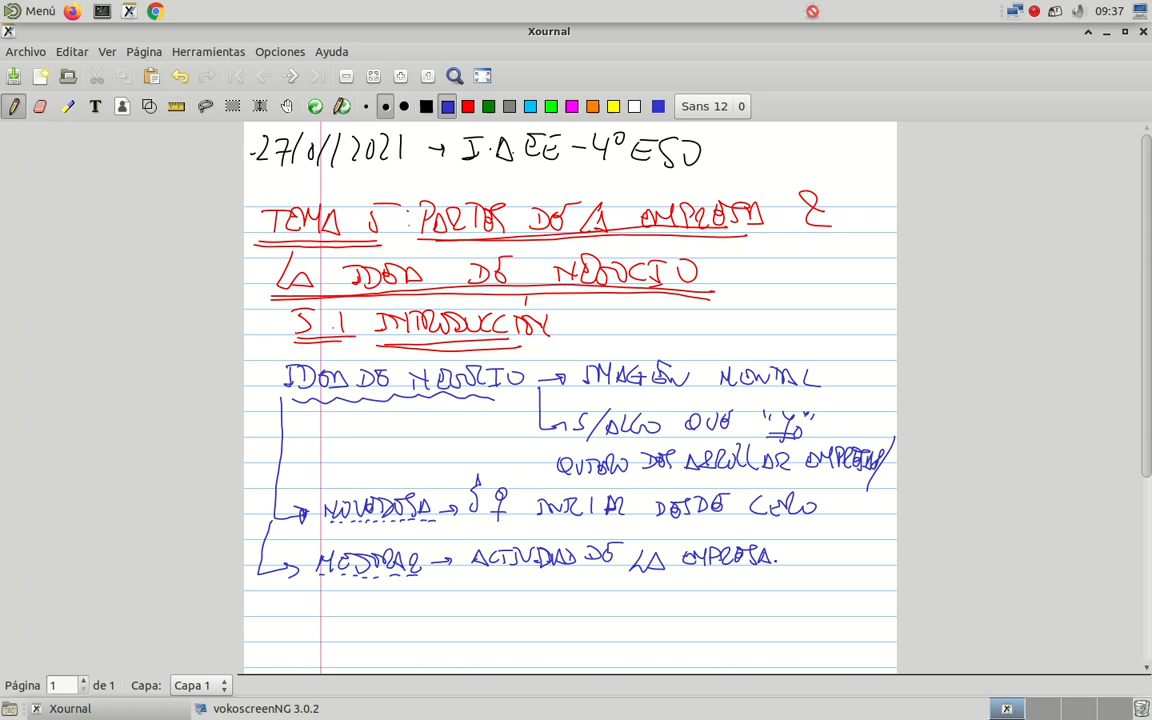 Menú 09:37
Xournal
Archivo Editar Ver Página Herramientas Opciones Ayuda
Sans 12 0
27/01/2021 → I.A.EE - 4º ESO
TEMA 5: PARTES DE LA EMPRESA &
LA IDEA DE NEGOCIO
5.1 INTRODUCCIÓN
IDEA DE NEGOCIO → IMAGEN MENTAL
S/ALGO QUE "Yo"
QUIERO DESARROLLAR EMPRESA/
NOVEDOSA → INICIAR DESDE CERO
MEJORAR → ACTIVIDAD DE LA EMPRESA.
Página 1 de 1 Capa: Capa 1
Xournal vokoscreenNG 3.0.2